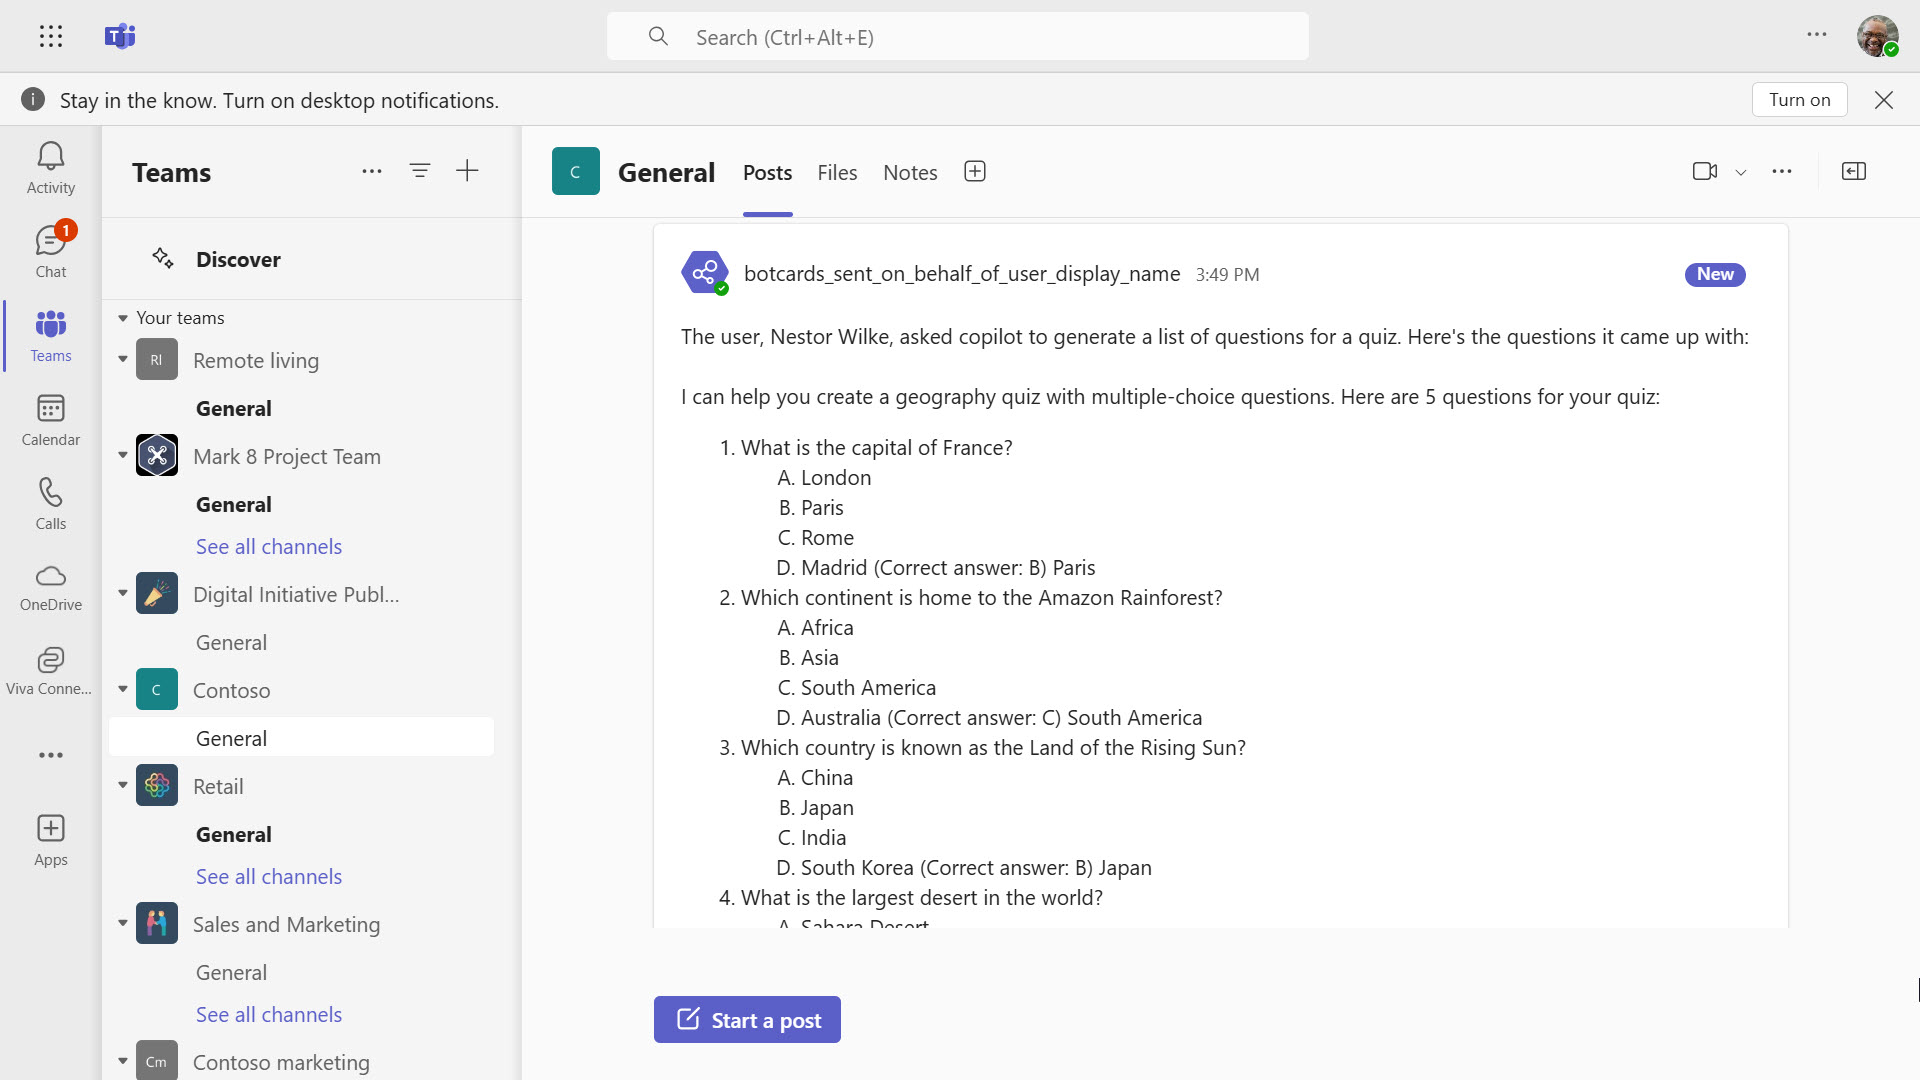 Search (Ctrl+Alt+E)
Stay in the know. Turn on desktop notifications.
Turn on
Activity
1
Chat
Teams
Calendar
Calls
OneDrive
Viva Conne...
Apps
Teams
Discover
Your teams
RI
Remote living
General
Mark 8 Project Team
General
See all channels
Digital Initiative Publ...
General
C
Contoso
General
Retail
General
See all channels
Sales and Marketing
General
See all channels
Cm
Contoso marketing
C
General
Posts
Files
Notes
botcards_sent_on_behalf_of_user_display_name 3:49 PM
New
The user, Nestor Wilke, asked copilot to generate a list of questions for a quiz. Here's the questions it came up with:
I can help you create a geography quiz with multiple-choice questions. Here are 5 questions for your quiz:
1. What is the capital of France?
A. London
B. Paris
C. Rome
D. Madrid (Correct answer: B) Paris
2. Which continent is home to the Amazon Rainforest?
A. Africa
B. Asia
C. South America
D. Australia (Correct answer: C) South America
3. Which country is known as the Land of the Rising Sun?
A. China
B. Japan
C. India
D. South Korea (Correct answer: B) Japan
4. What is the largest desert in the world?
A. Sahara Desert
Start a post